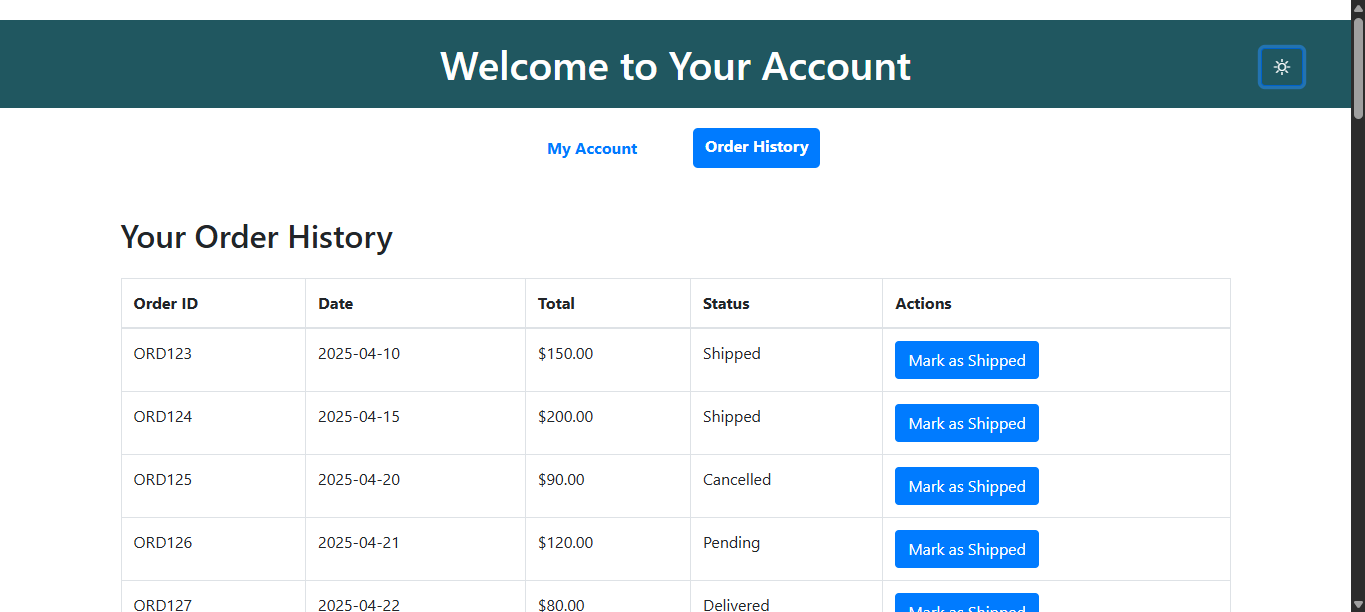 Welcome to Your Account
My Account Order History
Your Order History
Order ID Date Total Status Actions
ORD123 2025-04-10 $150.00 Shipped Mark as Shipped
ORD124 2025-04-15 $200.00 Shipped Mark as Shipped
ORD125 2025-04-20 $90.00 Cancelled Mark as Shipped
ORD126 2025-04-21 $120.00 Pending Mark as Shipped
ORD127 2025-04-22 $80.00 Delivered Mark as Shipped